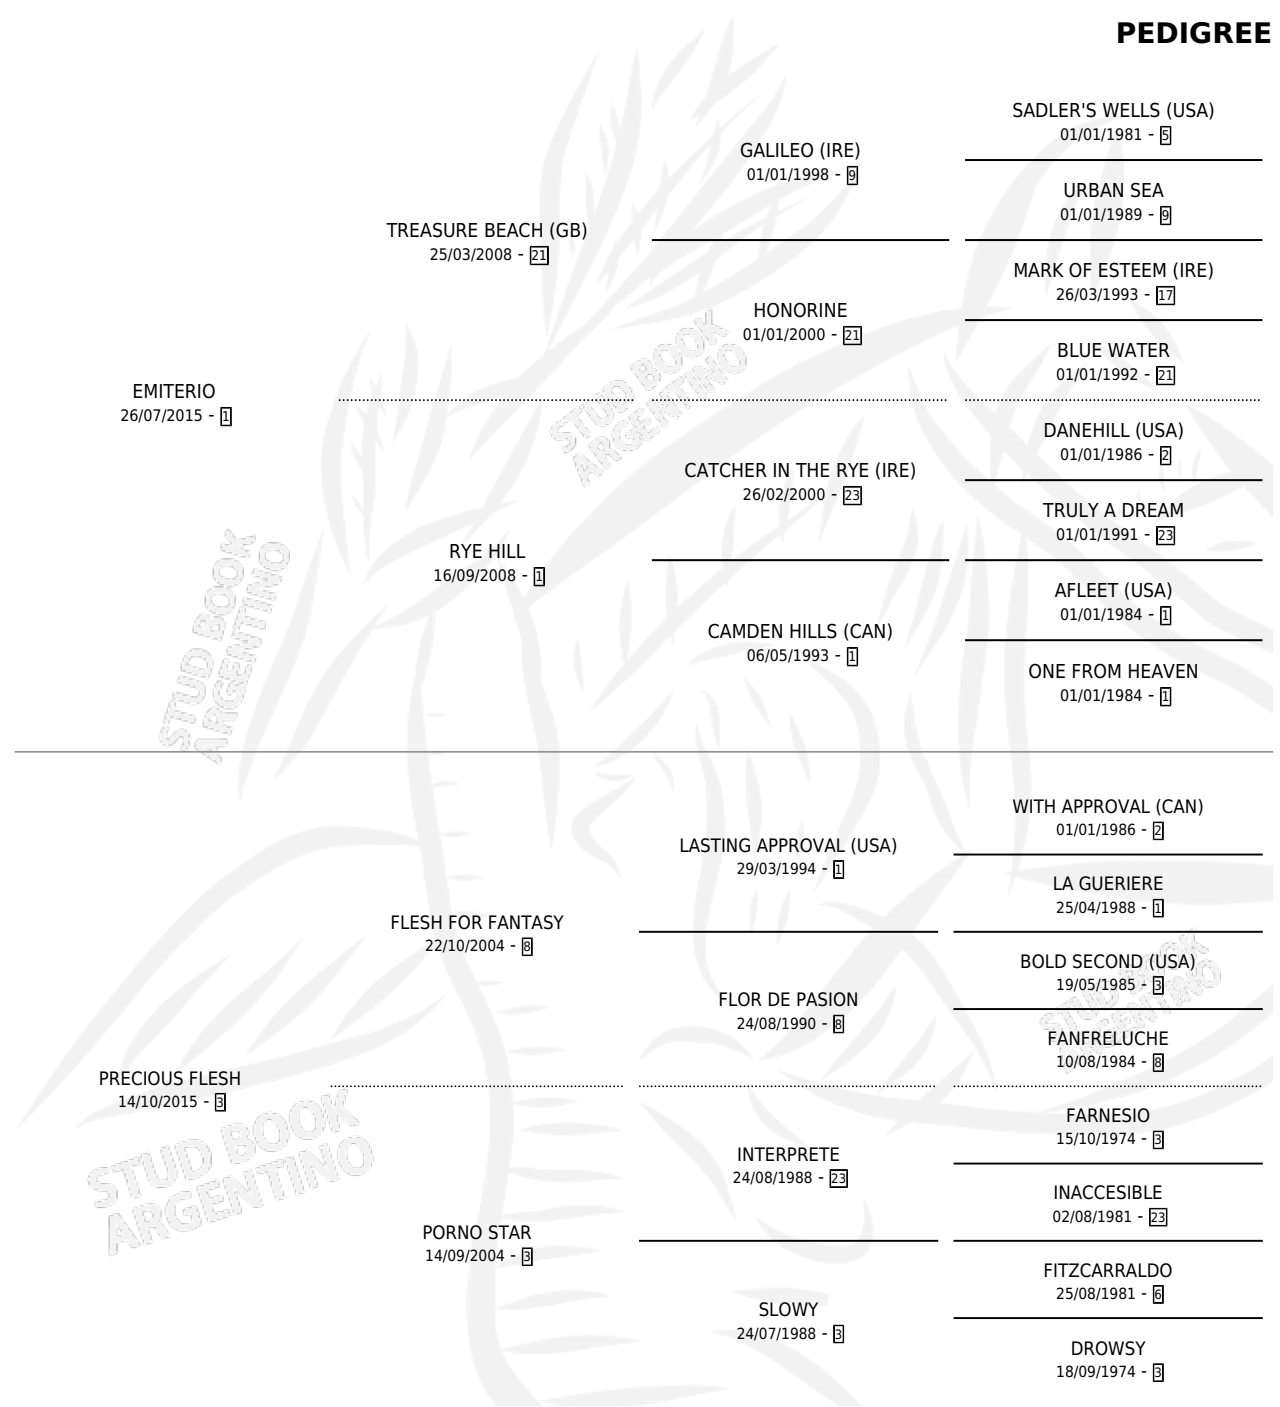 PEDIGREE
SADLER'S WELLS (USA)
01/01/1981 - 5
GALILEO (IRE)
01/01/1998 - 9
URBAN SEA
01/01/1989 - 9
TREASURE BEACH (GB)
25/03/2008 - 21
MARK OF ESTEEM (IRE)
26/03/1993 - 17
HONORINE
01/01/2000 - 21
BLUE WATER
01/01/1992 - 21
EMITERIO
26/07/2015 - 1
STUD BOOK
ARGENTINO
DANEHILL (USA)
01/01/1986 - 2
CATCHER IN THE RYE (IRE)
26/02/2000 - 23
TRULY A DREAM
01/01/1991 - 23
RYE HILL
16/09/2008 - 1
AFLEET (USA)
01/01/1984 - 1
CAMDEN HILLS (CAN)
06/05/1993 - 1
ONE FROM HEAVEN
01/01/1984 - 1
STUD BOOK
ARGENTINO
WITH APPROVAL (CAN)
01/01/1986 - 2
LASTING APPROVAL (USA)
29/03/1994 - 1
LA GUERIERE
25/04/1988 - 1
FLESH FOR FANTASY
22/10/2004 - 8
BOLD SECOND (USA)
19/05/1985 - 3
STUD BOOK
ARGENTINO
FLOR DE PASION
24/08/1990 - 8
FANFRELUCHE
10/08/1984 - 8
PRECIOUS FLESH
14/10/2015 - 3
STUD BOOK
ARGENTINO
FARNESIO
15/10/1974 - 3
INTERPRETE
24/08/1988 - 23
INACCESIBLE
02/08/1981 - 23
PORNO STAR
14/09/2004 - 3
FITZCARRALDO
25/08/1981 - 6
SLOWY
24/07/1988 - 3
DROWSY
18/09/1974 - 3